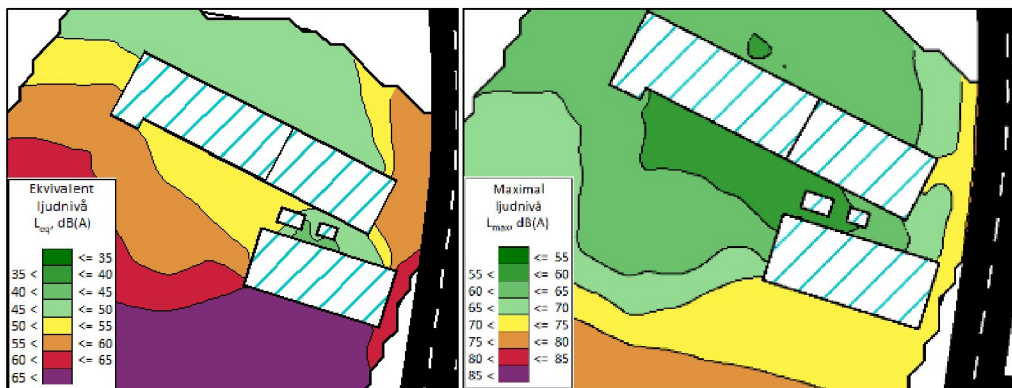 Ekvivalent
ljudnivå
Leq, dB(A)
<= 35
35 < <= 40
40 < <= 45
45 < <= 50
50 < <= 55
55 < <= 60
60 < <= 65
65 <
Maximal
ljudnivå
Lmax, dB(A)
<= 55
55 < <= 60
60 < <= 65
65 < <= 70
70 < <= 75
75 < <= 80
80 < <= 85
85 <